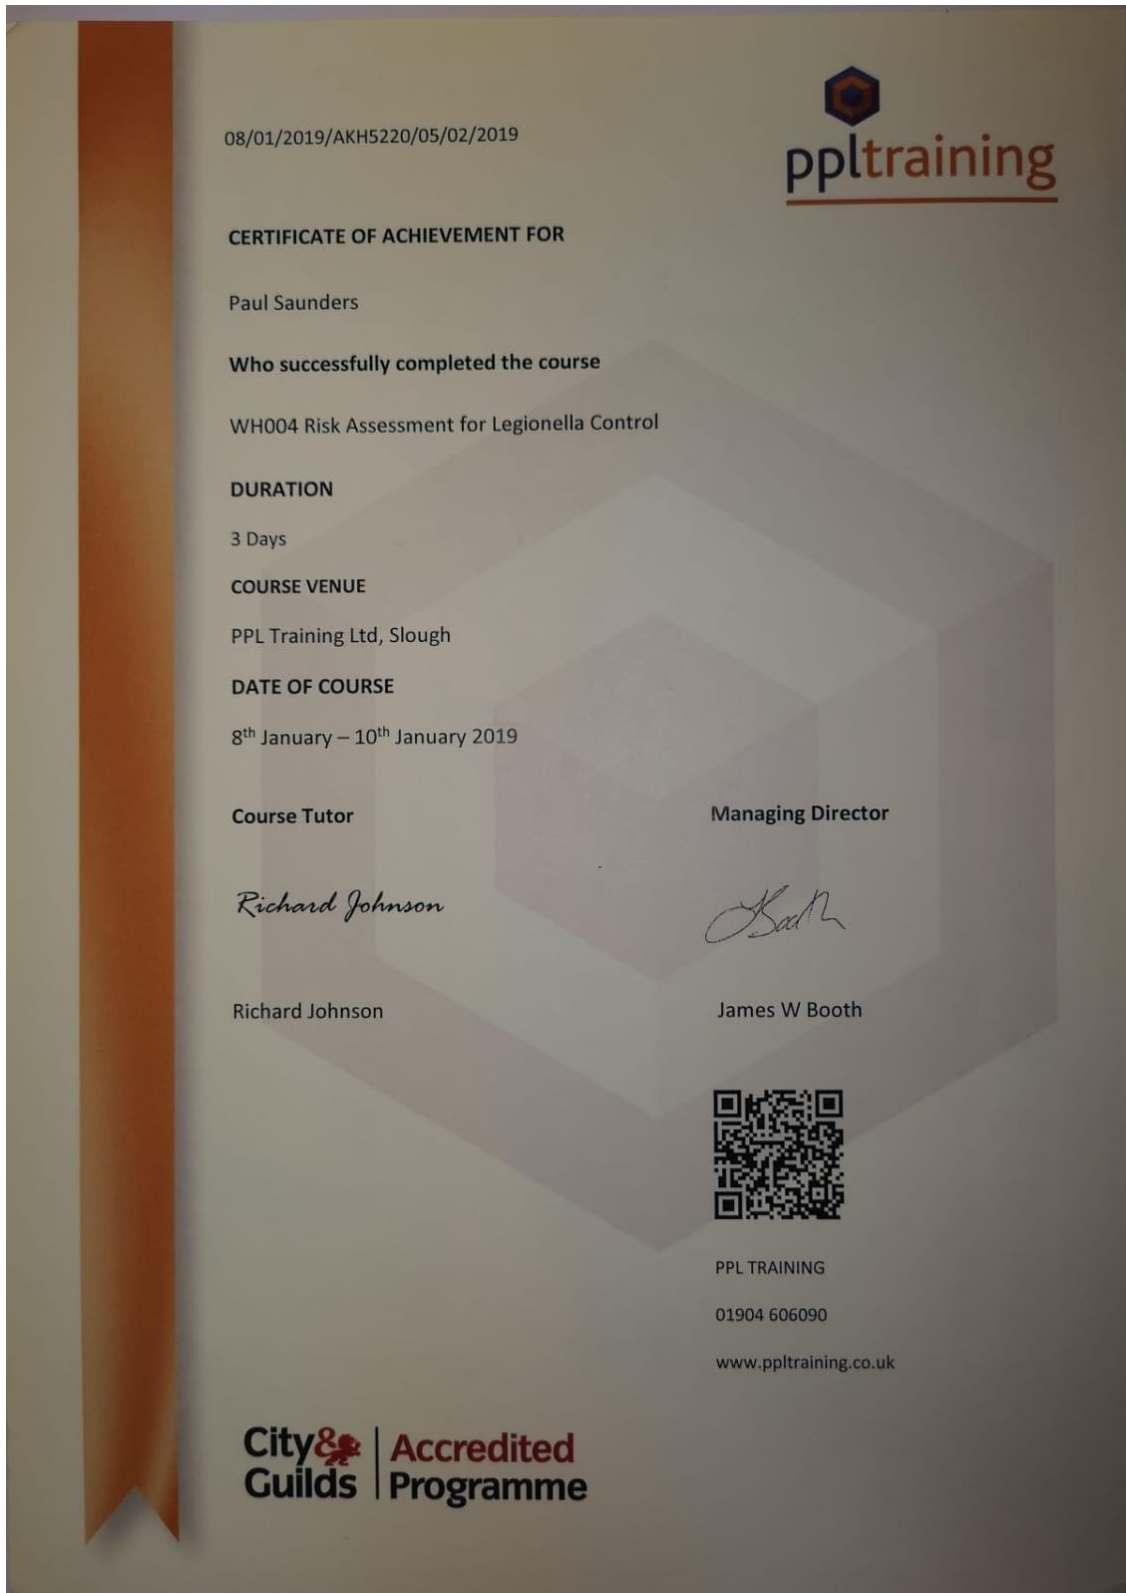 08/01/2019/AKH5220/05/02/2019
ppltraining
CERTIFICATE OF ACHIEVEMENT FOR
Paul Saunders
Who successfully completed the course
WH004 Risk Assessment for Legionella Control
DURATION
3 Days
COURSE VENUE
PPL Training Ltd, Slough
DATE OF COURSE
8th January – 10th January 2019
Course Tutor
Managing Director
Richard Johnson
JBooth
Richard Johnson
James W Booth
PPL TRAINING
01904 606090
www.ppltraining.co.uk
City& Guilds
Accredited Programme